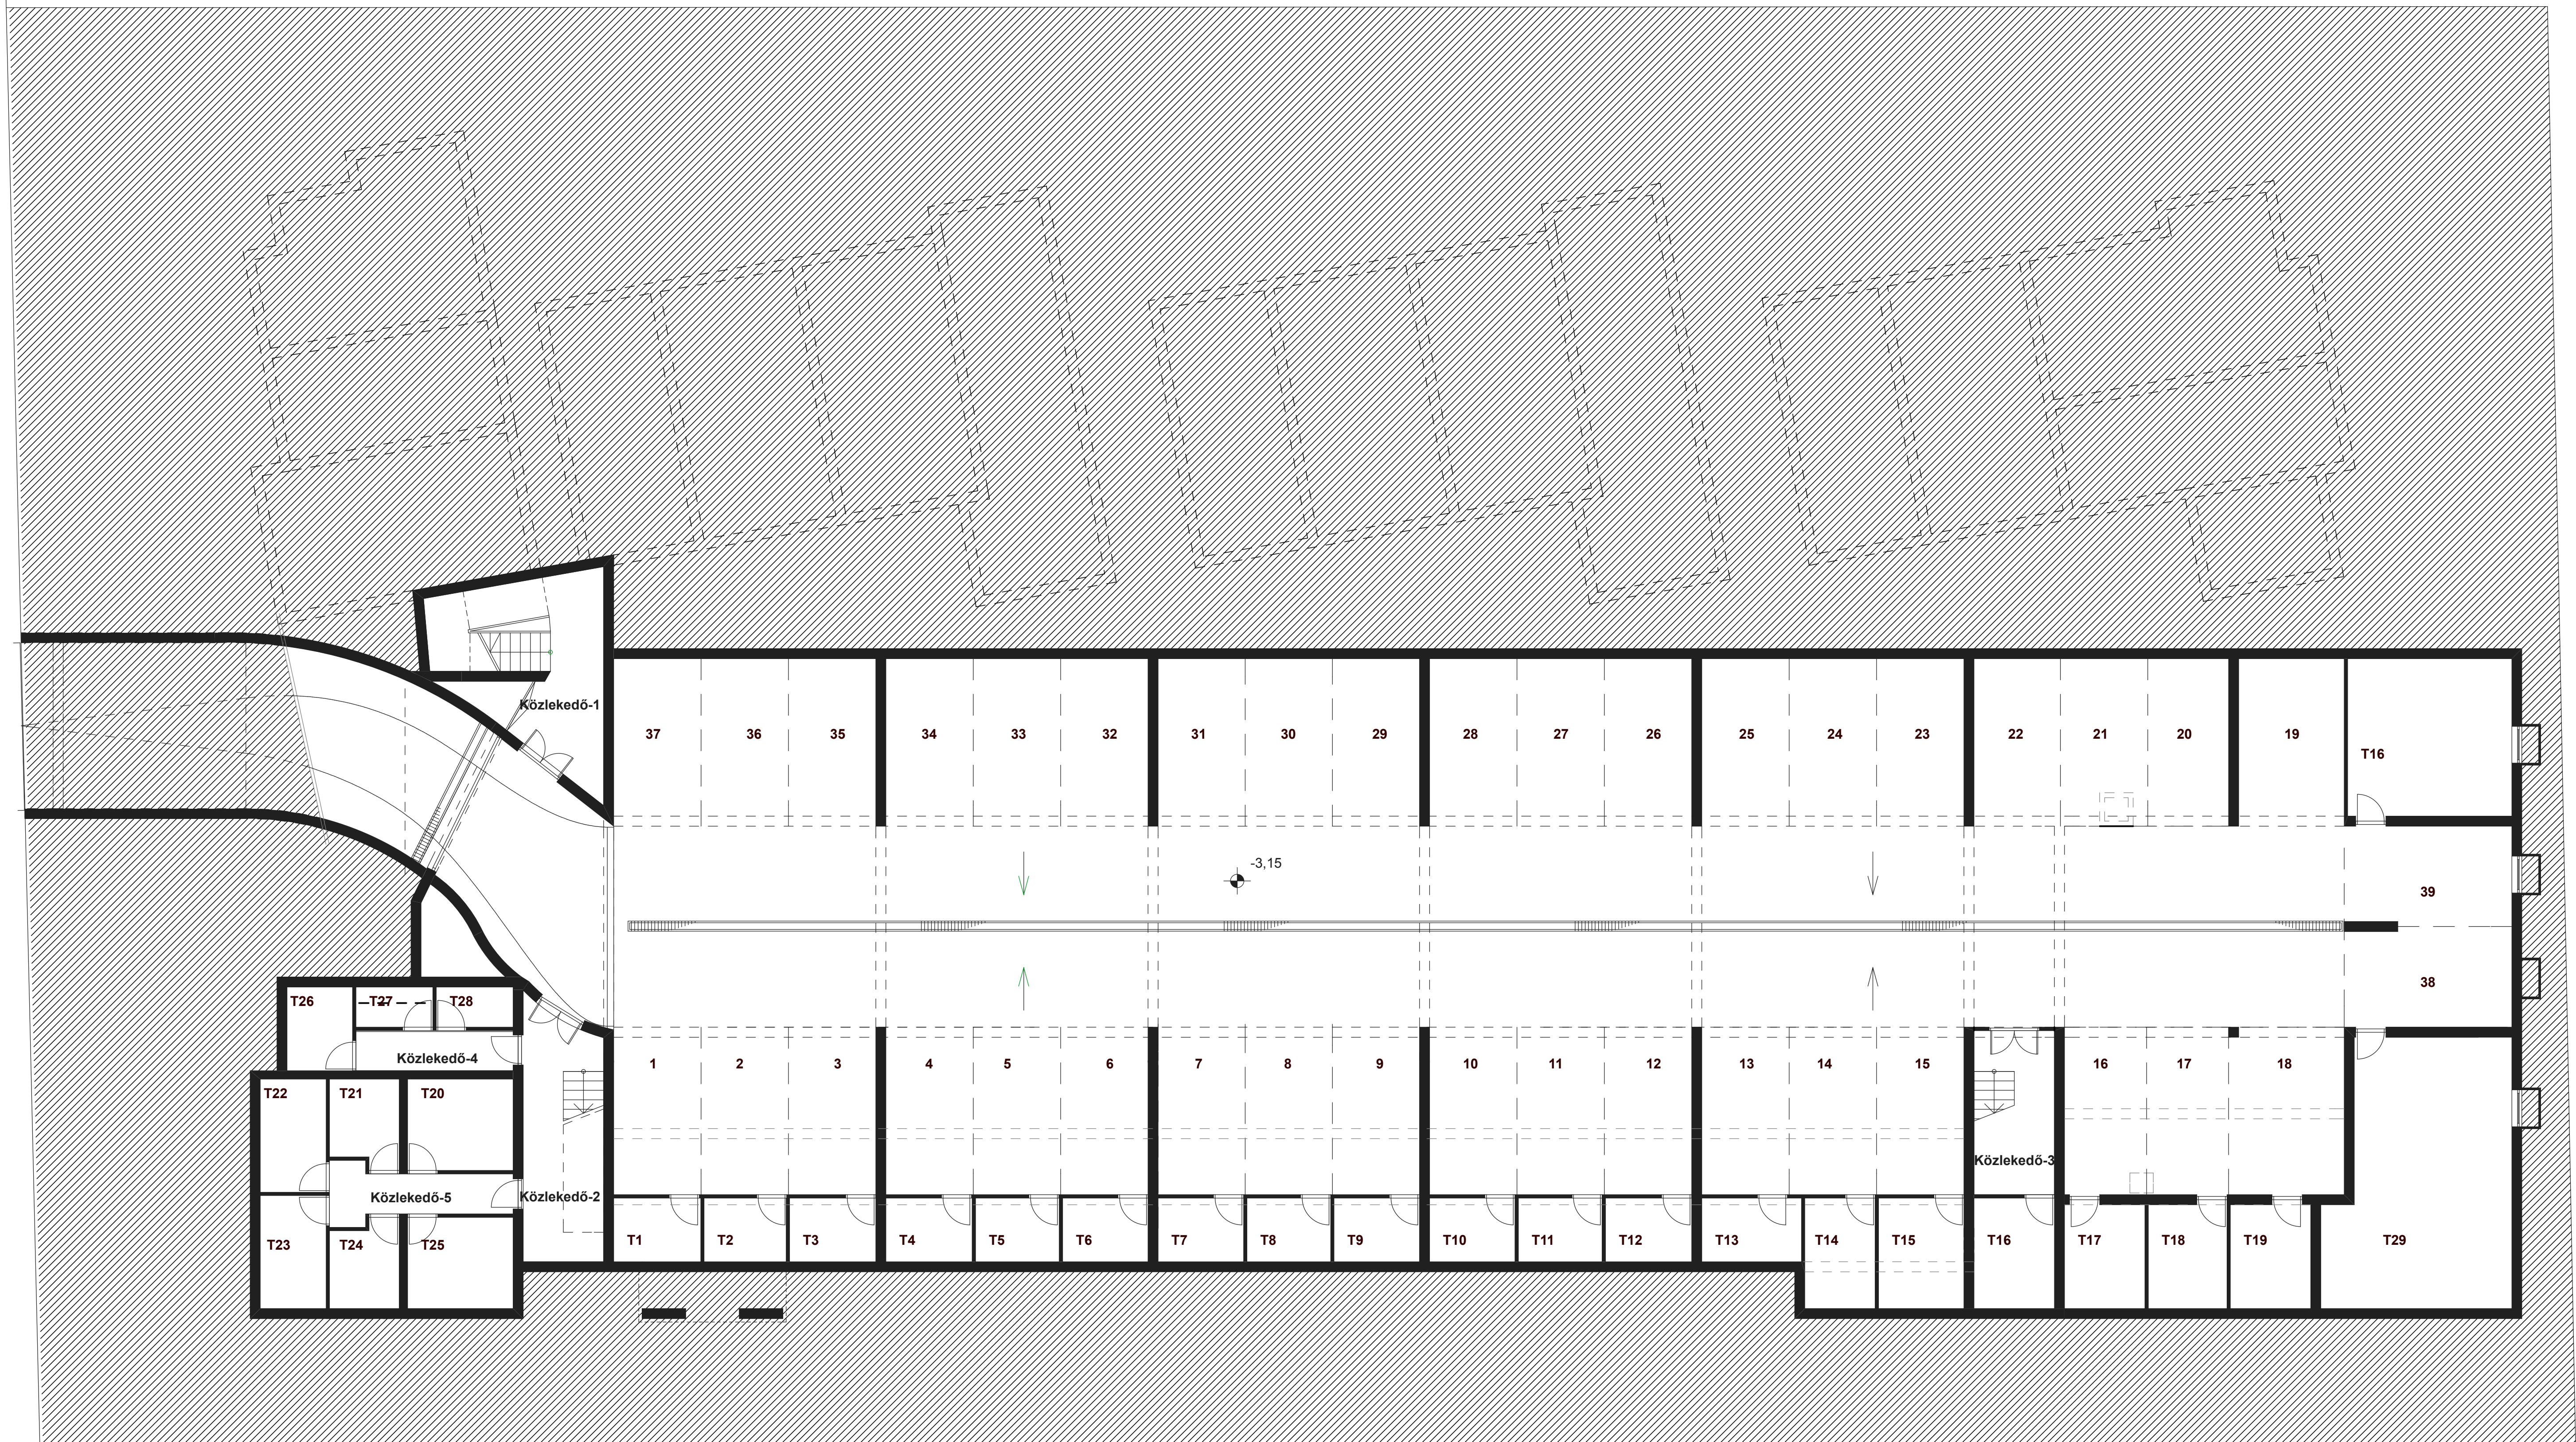 Közlekedő-1
37 36 35 34 33 32 31 30 29 28 27 26 25 24 23 22 21 20 19
T16
-3,15
39
38
T26 T27 T28
Közlekedő-4
1 2 3 4 5 6 7 8 9 10 11 12 13 14 15 16 17 18
T22 T21 T20
Közlekedő-3
Közlekedő-5 Közlekedő-2
T23 T24 T25
T1 T2 T3 T4 T5 T6 T7 T8 T9 T10 T11 T12 T13 T14 T15 T16 T17 T18 T19 T29